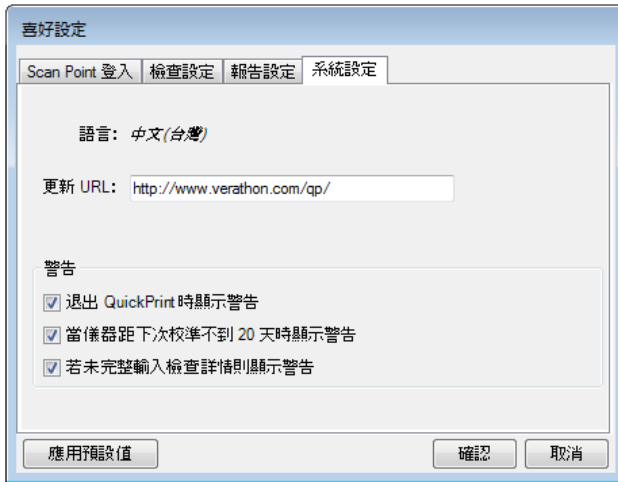 喜好設定
Scan Point 登入 檢查設定 報告設定 系統設定
語言: 中文(台灣)
更新 URL: http://www.verathon.com/qp/
警告
退出 QuickPrint 時顯示警告
當儀器距下次校準不到 20 天時顯示警告
若未完整輸入檢查詳情則顯示警告
應用預設值 確認 取消